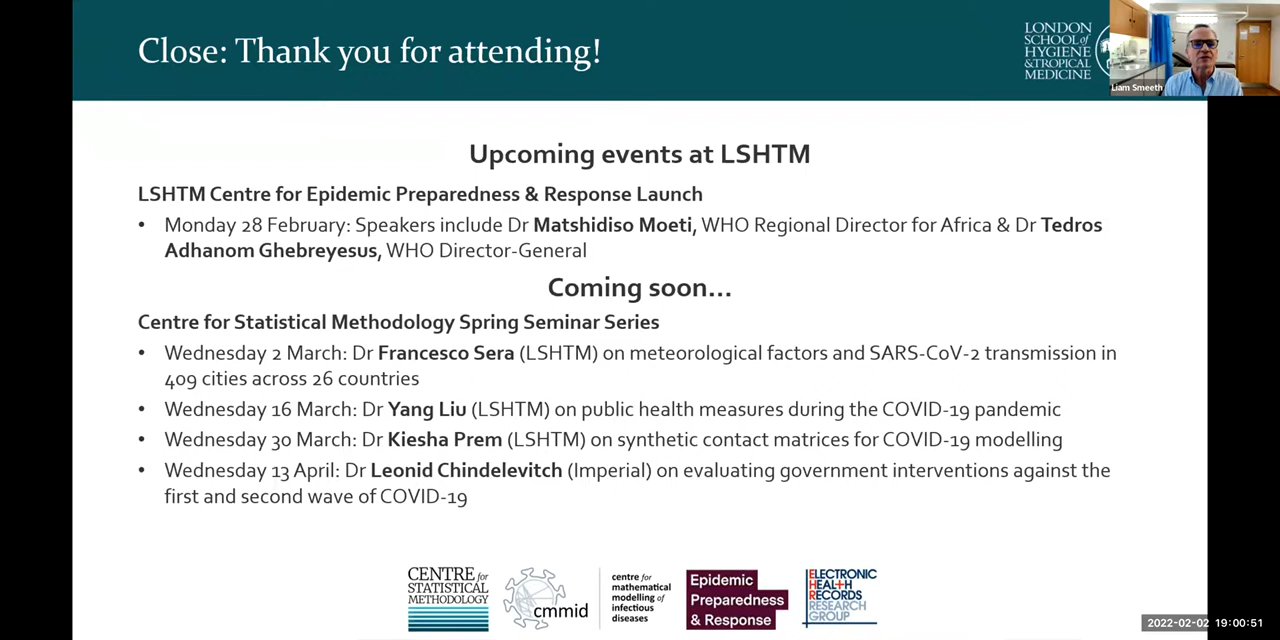 Close: Thank you for attending!
LONDON
SCHOOL of
HYGIENE
& TROPICAL
MEDICINE
Liam Smeeth
Upcoming events at LSHTM
LSHTM Centre for Epidemic Preparedness & Response Launch
• Monday 28 February: Speakers include Dr Matshidiso Moeti, WHO Regional Director for Africa & Dr Tedros
Adhanom Ghebreyesus, WHO Director-General
Coming soon...
Centre for Statistical Methodology Spring Seminar Series
• Wednesday 2 March: Dr Francesco Sera (LSHTM) on meteorological factors and SARS-CoV-2 transmission in
409 cities across 26 countries
• Wednesday 16 March: Dr Yang Liu (LSHTM) on public health measures during the COVID-19 pandemic
• Wednesday 30 March: Dr Kiesha Prem (LSHTM) on synthetic contact matrices for COVID-19 modelling
• Wednesday 13 April: Dr Leonid Chindelevitch (Imperial) on evaluating government interventions against the
first and second wave of COVID-19
CENTRE for
STATISTICAL
METHODOLOGY
cmmid
centre for
mathematical
modelling of
infectious
diseases
Epidemic
Preparedness
& Response
ELECTRONIC
HEALTH
RECORDS
RESEARCH
GROUP
2022-02-02 19:00:51